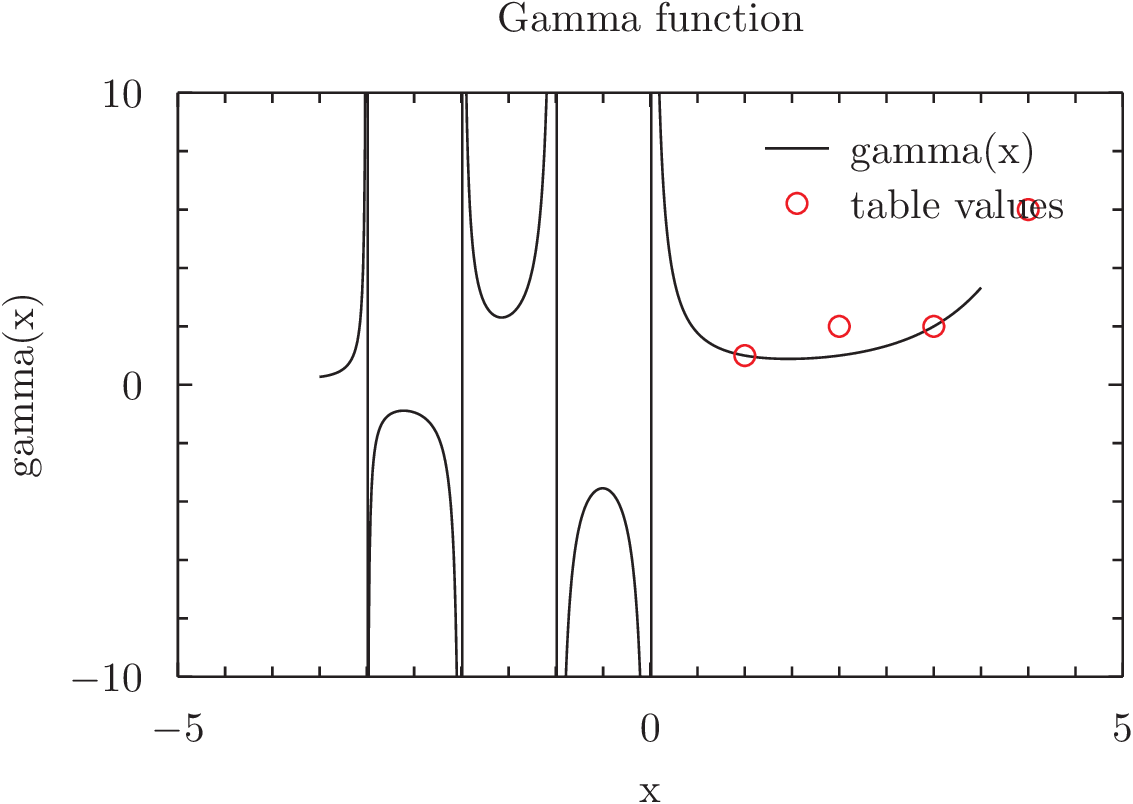 Gamma function
10
gamma(x)
table values
gamma(x)
0
−10
−5 0 5
x